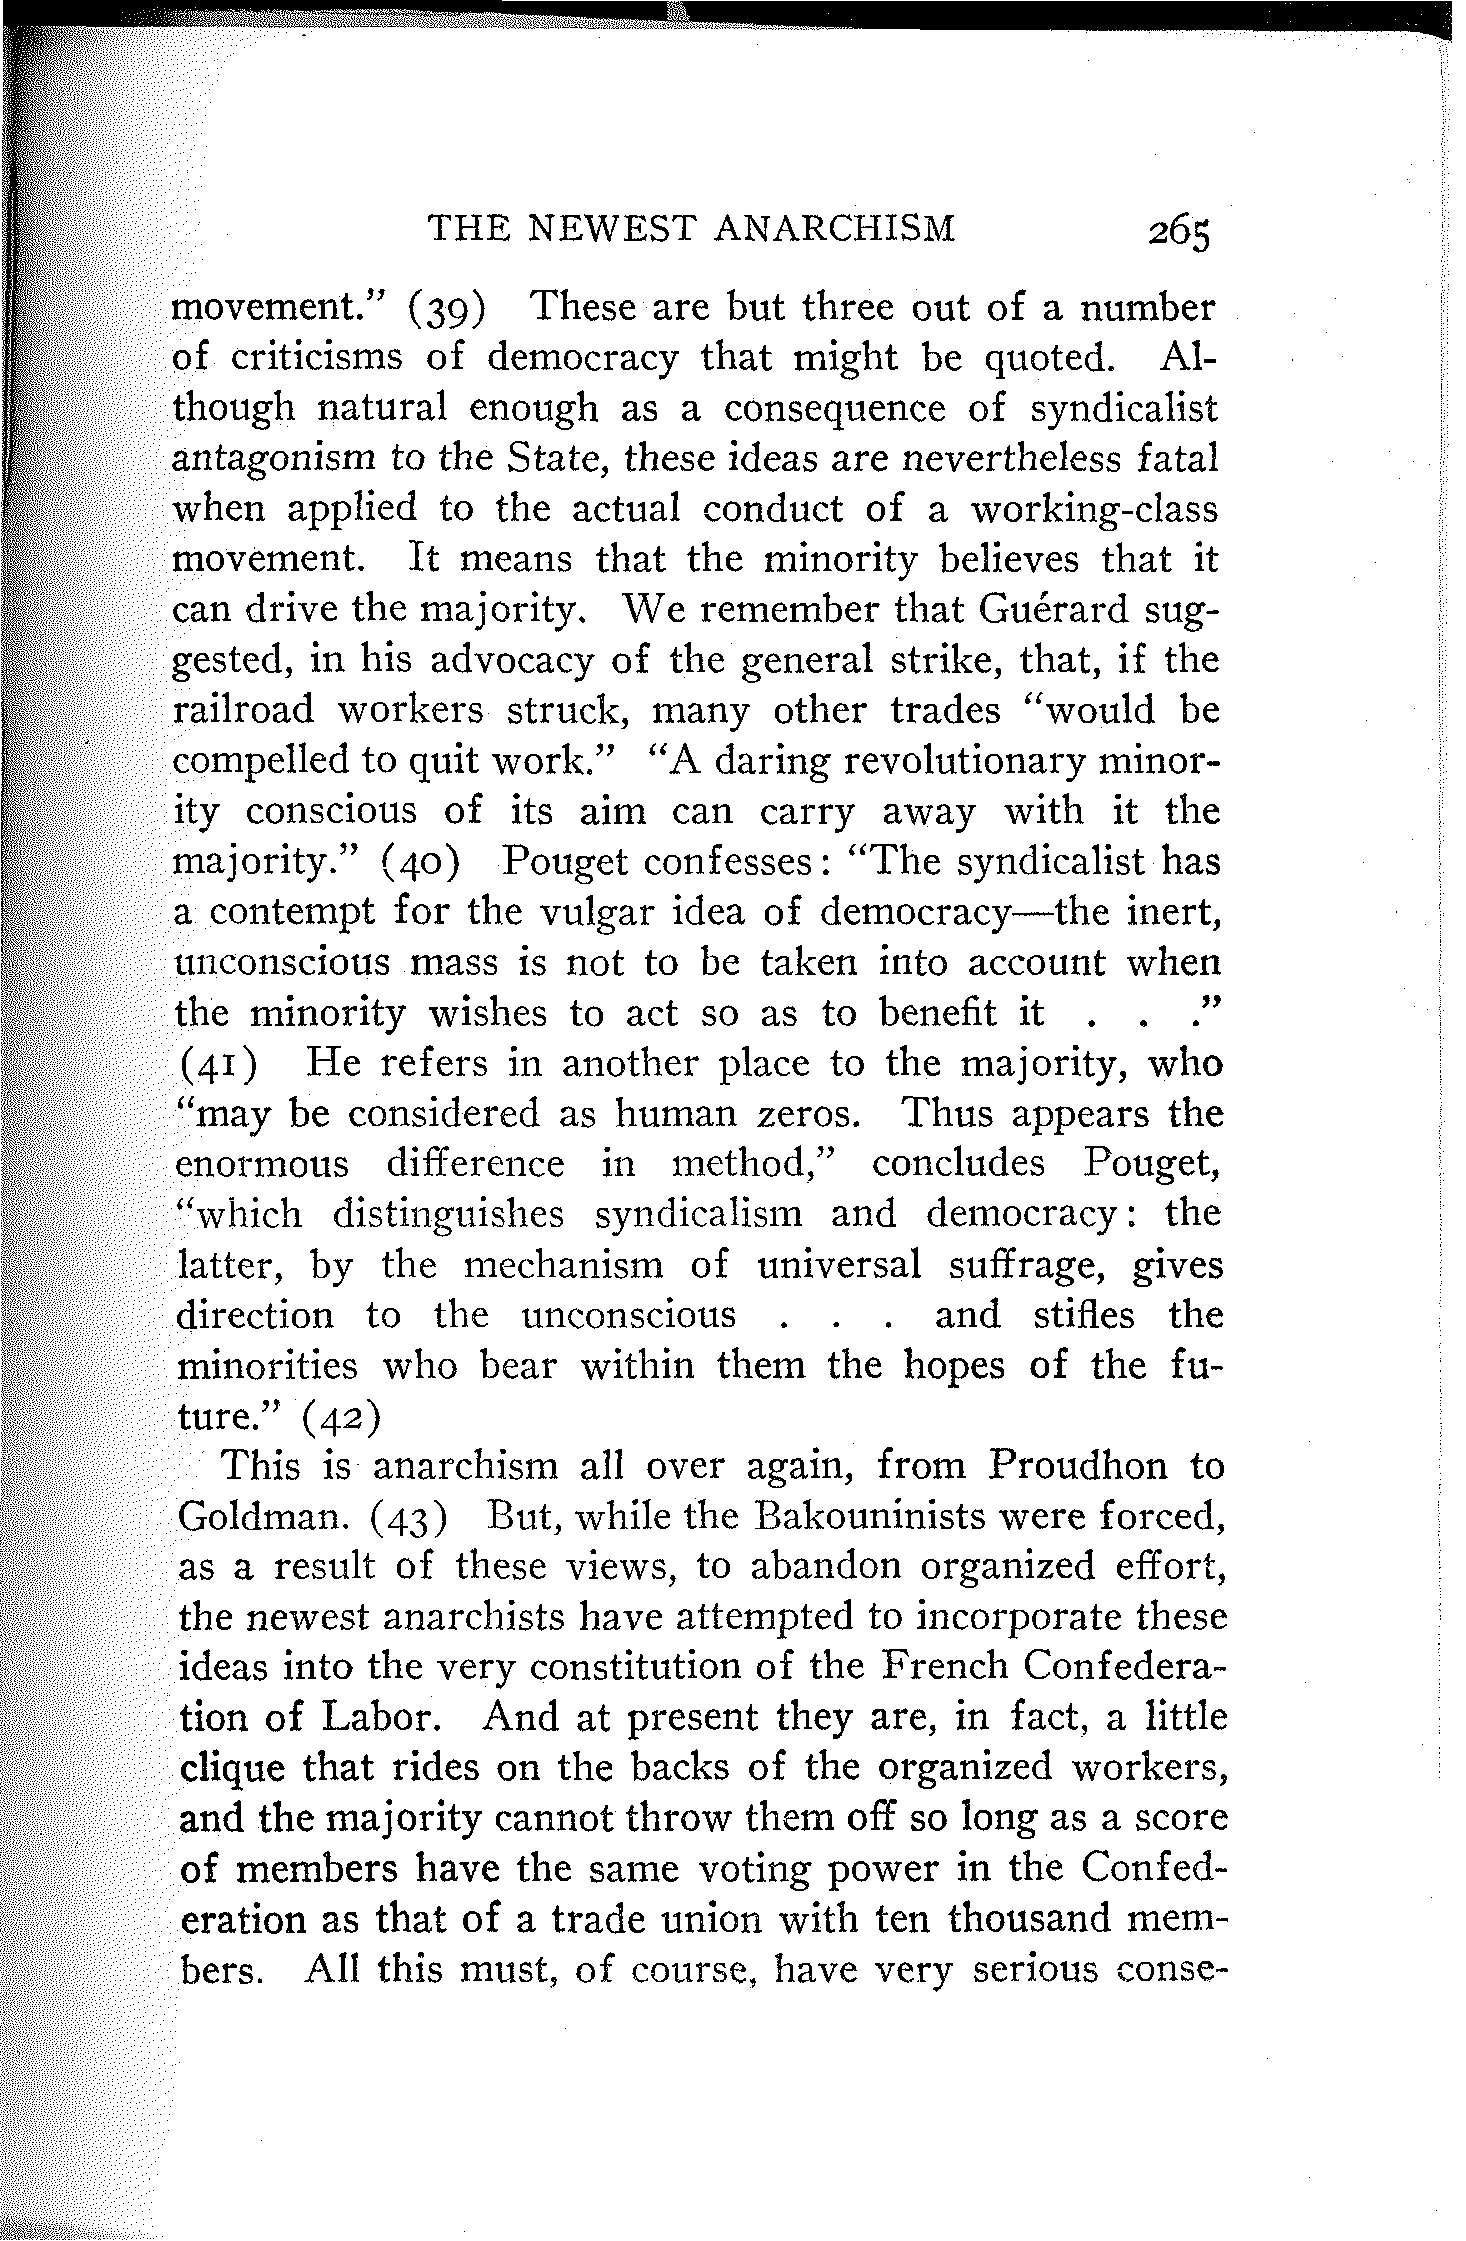 THE NEWEST ANARCHISM 265
movement.” (39) These are but three out of a number
of criticisms of democracy that might be quoted. Al-
though natural enough as a consequence of syndicalist
antagonism to the State, these ideas are nevertheless fatal
when applied to the actual conduct of a working-class
movement. It means that the minority believes that it
can drive the majority. We remember that Guérard sug-
gested, in his advocacy of the general strike, that, if the
railroad workers struck, many other trades “would be
compelled to quit work.” “A daring revolutionary minor-
ity conscious of its aim can carry away with it the
majority.” (40) Pouget confesses: “The syndicalist has
a contempt for the vulgar idea of democracy—the inert,
unconscious mass is not to be taken into account when
the minority wishes to act so as to benefit it . . .”
(41) He refers in another place to the majority, who
“may be considered as human zeros. Thus appears the
enormous difference in method,” concludes Pouget,
“which distinguishes syndicalism and democracy: the
latter, by the mechanism of universal suffrage, gives
direction to the unconscious . . . and stifles the
minorities who bear within them the hopes of the fu-
ture.” (42)
This is anarchism all over again, from Proudhon to
Goldman. (43) But, while the Bakouninists were forced,
as a result of these views, to abandon organized effort,
the newest anarchists have attempted to incorporate these
ideas into the very constitution of the French Confedera-
tion of Labor. And at present they are, in fact, a little
clique that rides on the backs of the organized workers,
and the majority cannot throw them off so long as a score
of members have the same voting power in the Confed-
eration as that of a trade union with ten thousand mem-
bers. All this must, of course, have very serious conse-